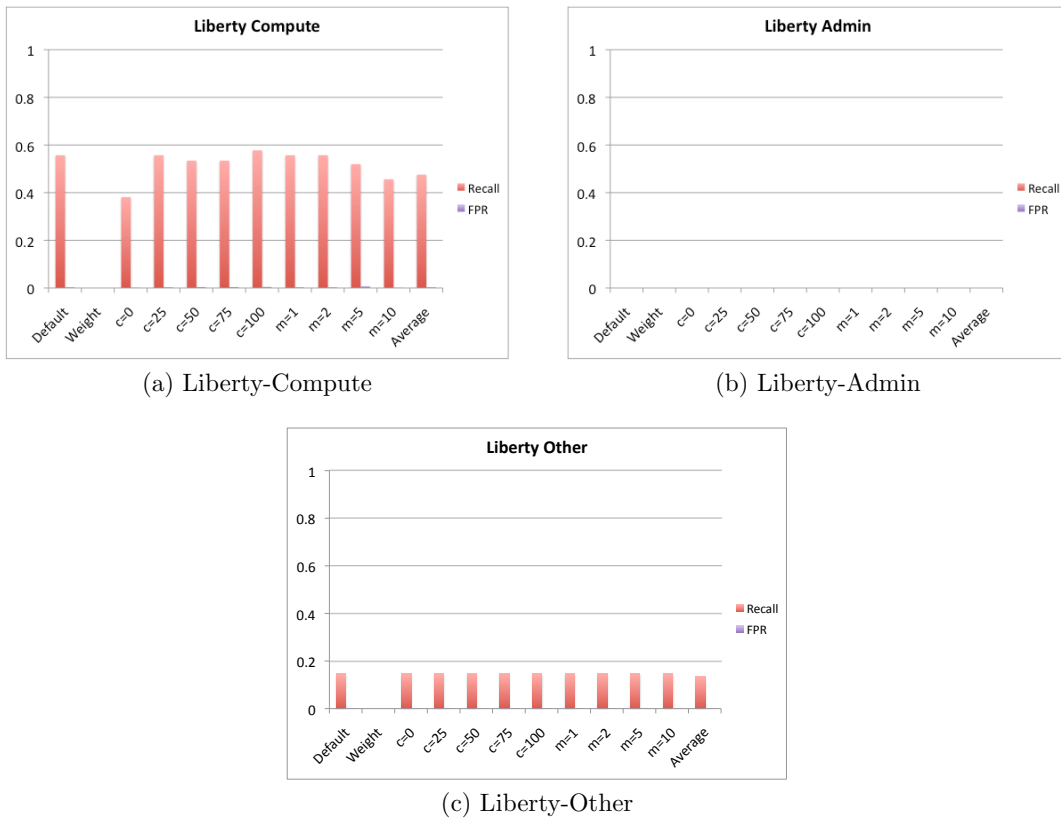 Liberty Compute
1
0.8
0.6
0.4
0.2
0
Default Weight c=0 c=25 c=50 c=75 c=100 m=1 m=2 m=5 m=10 Average
Recall
FPR
(a) Liberty-Compute
Liberty Admin
1
0.8
0.6
0.4
0.2
0
Default Weight c=0 c=25 c=50 c=75 c=100 m=1 m=2 m=5 m=10 Average
Recall
FPR
(b) Liberty-Admin
Liberty Other
1
0.8
0.6
0.4
0.2
0
Default Weight c=0 c=25 c=50 c=75 c=100 m=1 m=2 m=5 m=10 Average
Recall
FPR
(c) Liberty-Other